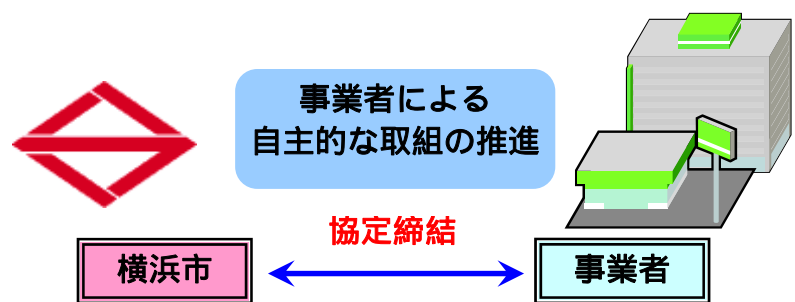 事業者による
自主的な取組の推進
協定締結
横浜市
事業者